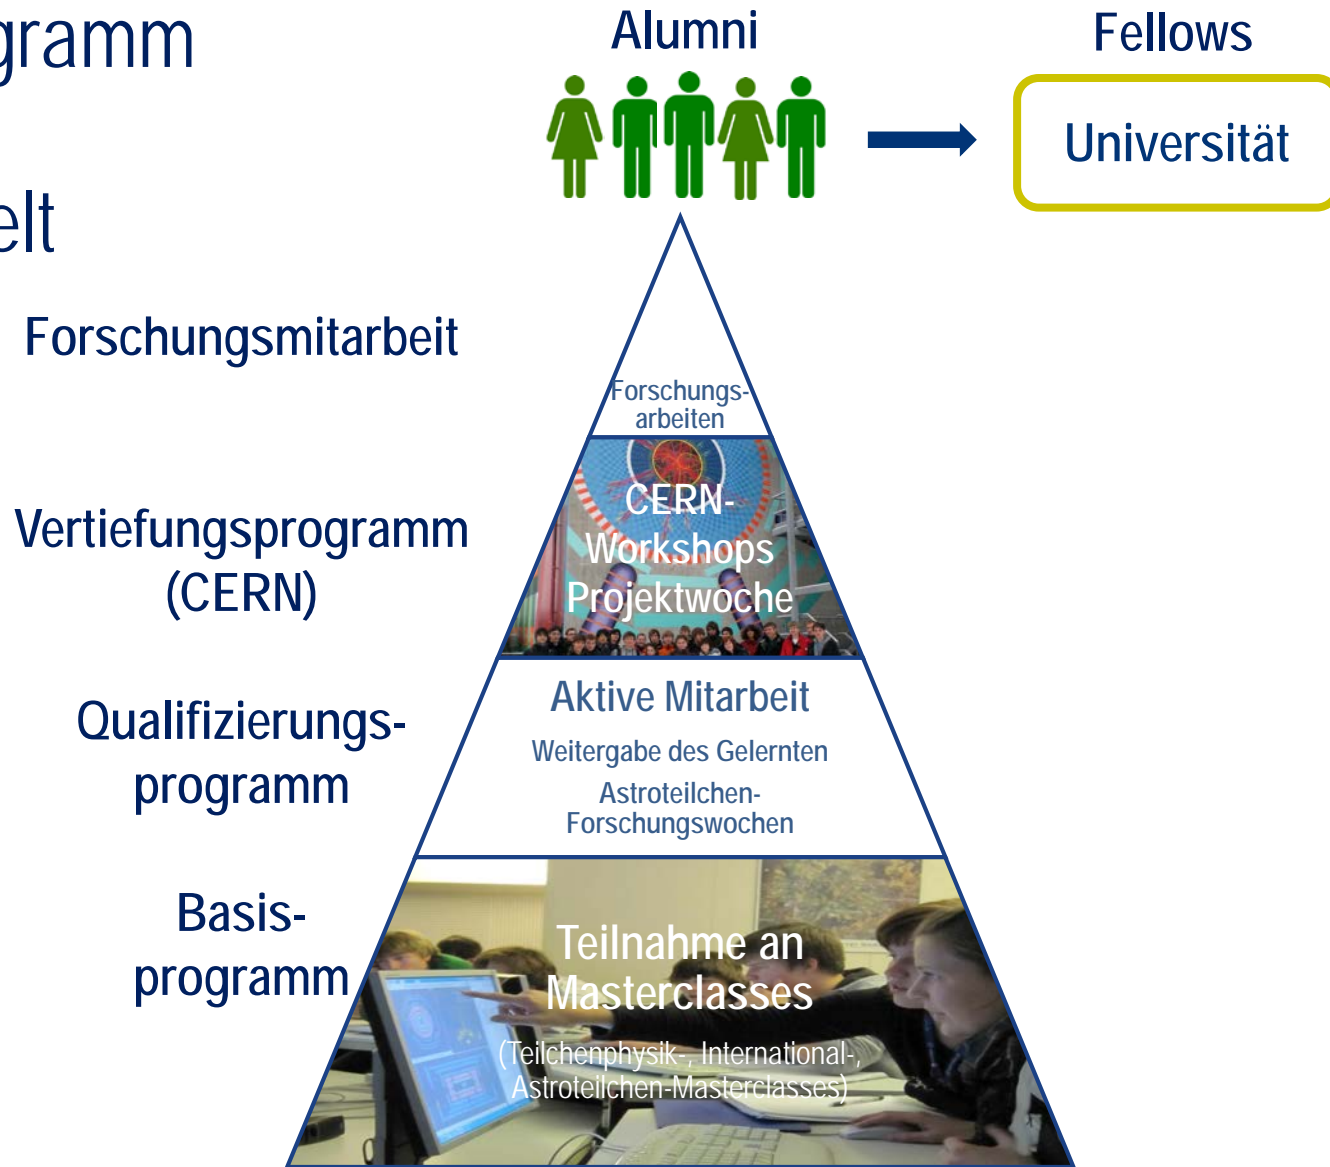 gramm
elt
Alumni
Fellows
Universität
Forschungsmitarbeit
Forschungs-
arbeiten
Vertiefungsprogramm
(CERN)
CERN-
Workshops
Projektwoche
Qualifizierungs-
programm
Aktive Mitarbeit
Weitergabe des Gelernten
Astroteilchen-
Forschungswochen
Basis-
programm
Teilnahme an
Masterclasses
(Teilchenphysik-, International-,
Astroteilchen-Masterclasses)